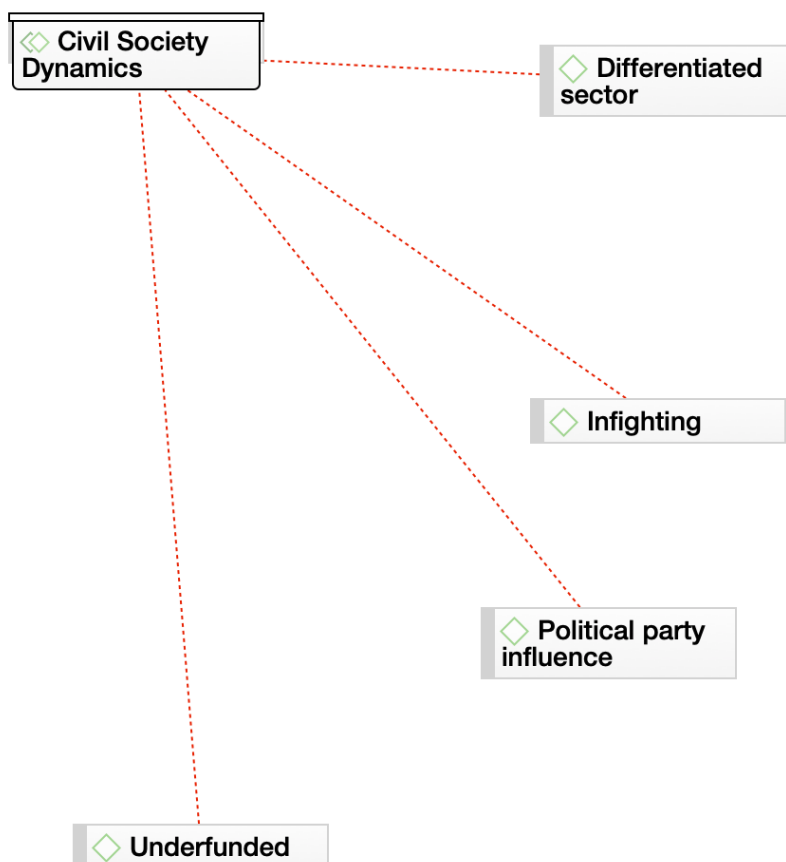 Civil Society
Dynamics
Differentiated
sector
Infighting
Political party
influence
Underfunded